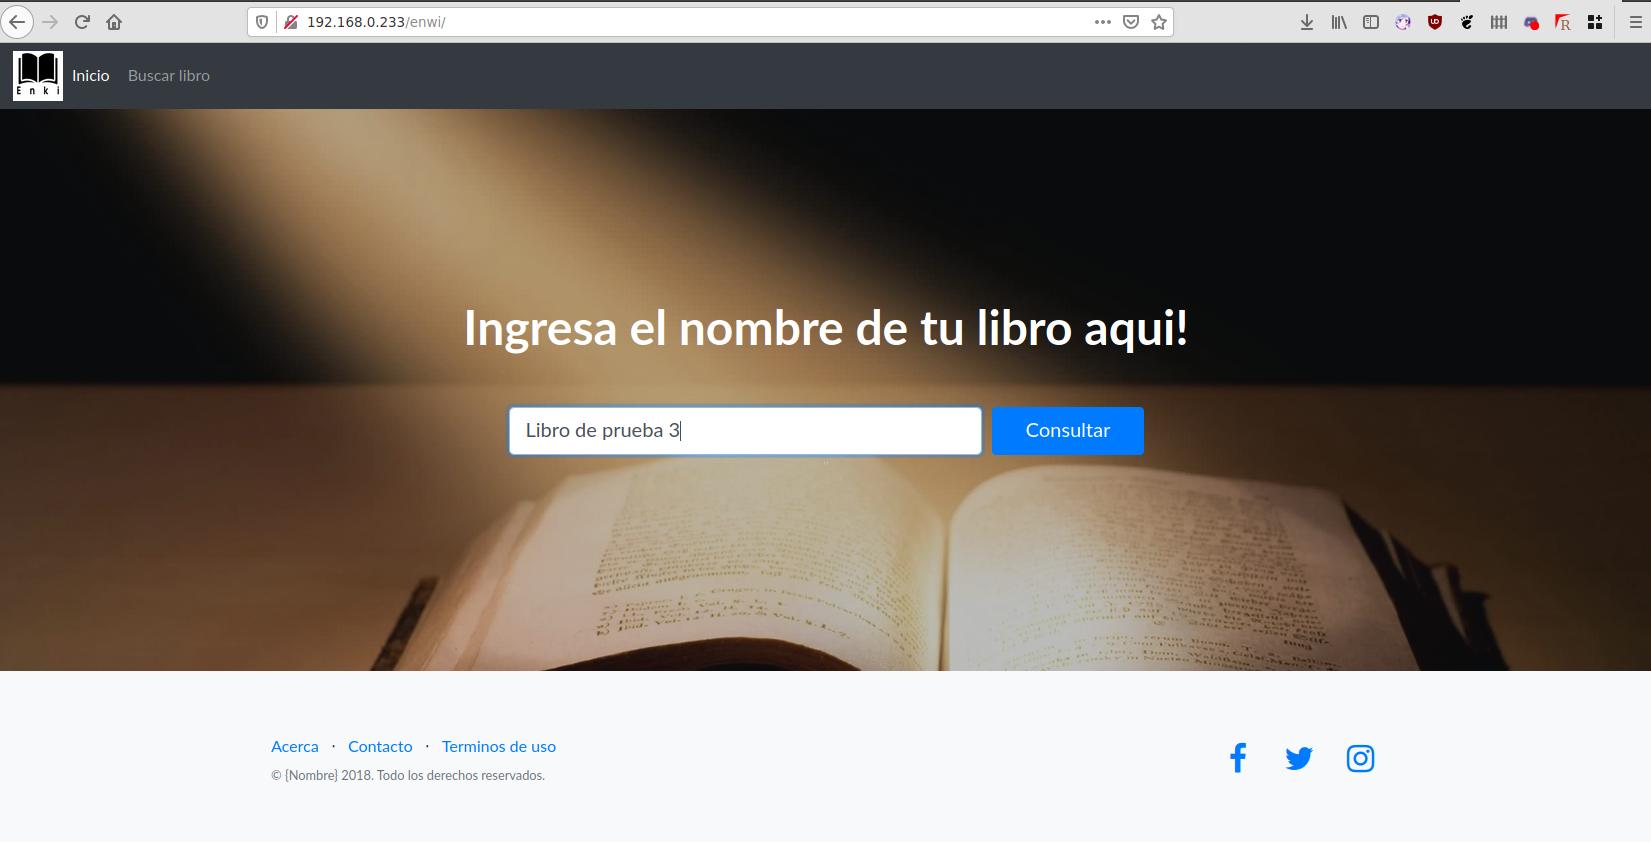 192.168.0.233/enwi/
Enki
Inicio
Buscar libro
Ingresa el nombre de tu libro aqui!
Libro de prueba 3
Consultar
Acerca · Contacto · Terminos de uso
© {Nombre} 2018. Todo los derechos reservados.